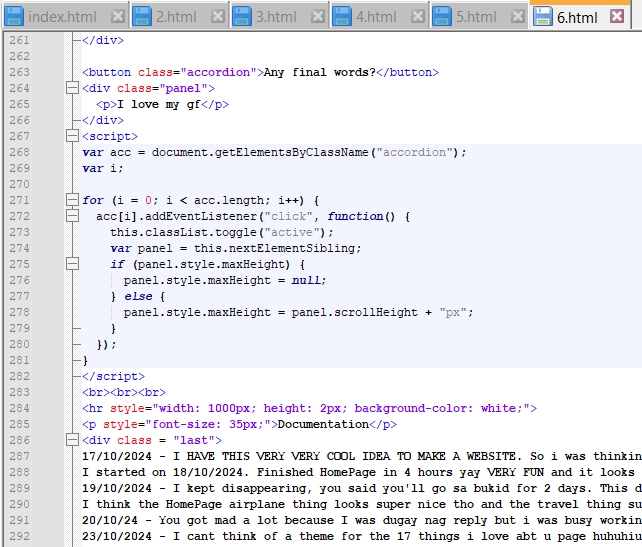 index.html 2.html 3.html 4.html 5.html 6.html
261 </div>
262
263 <button class="accordion">Any final words?</button>
264 <div class="panel">
265 <p>I love my gf</p>
266 </div>
267 <script>
268 var acc = document.getElementsByClassName("accordion");
269 var i;
270
271 for (i = 0; i < acc.length; i++) {
272 acc[i].addEventListener("click", function() {
273 this.classList.toggle("active");
274 var panel = this.nextElementSibling;
275 if (panel.style.maxHeight) {
276 panel.style.maxHeight = null;
277 } else {
278 panel.style.maxHeight = panel.scrollHeight + "px";
279 }
280 });
281 }
282 </script>
283 <br><br><br>
284 <hr style="width: 1000px; height: 2px; background-color: white;">
285 <p style="font-size: 35px;">Documentation</p>
286 <div class = "last">
287 17/10/2024 - I HAVE THIS VERY VERY COOL IDEA TO MAKE A WEBSITE. So i was thinkin
288 I started on 18/10/2024. Finished HomePage in 4 hours yay VERY FUN and it looks
289 19/10/2024 - I kept disappearing, you said you'll go sa bukid for 2 days. This d
290 I think the HomePage airplane thing looks super nice tho and the travel thing su
291 20/10/24 - You got mad a lot because I was dugay nag reply but i was busy workin
292 23/10/2024 - I cant think of a theme for the 17 things i love abt u page huhuhiu